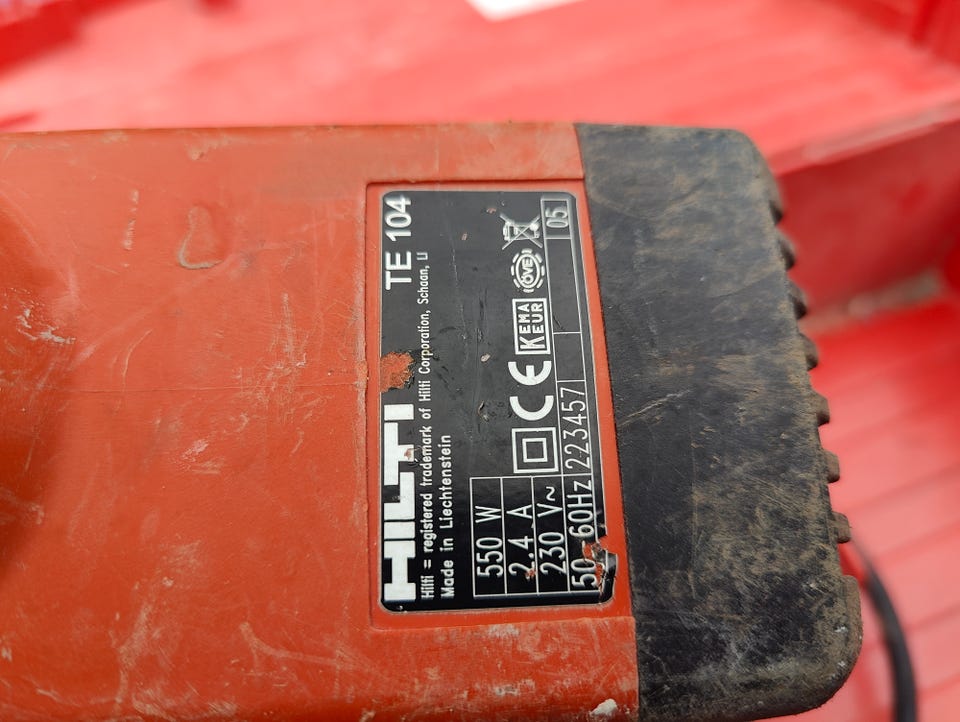 HILTI TE 104
Hilti = registered trademark of Hilti Corporation, Schaan, LI
Made in Liechtenstein
550 W
2.4 A
230 V~
50 60Hz
223457
05
CE
KEMA
KEUR
ÖVE